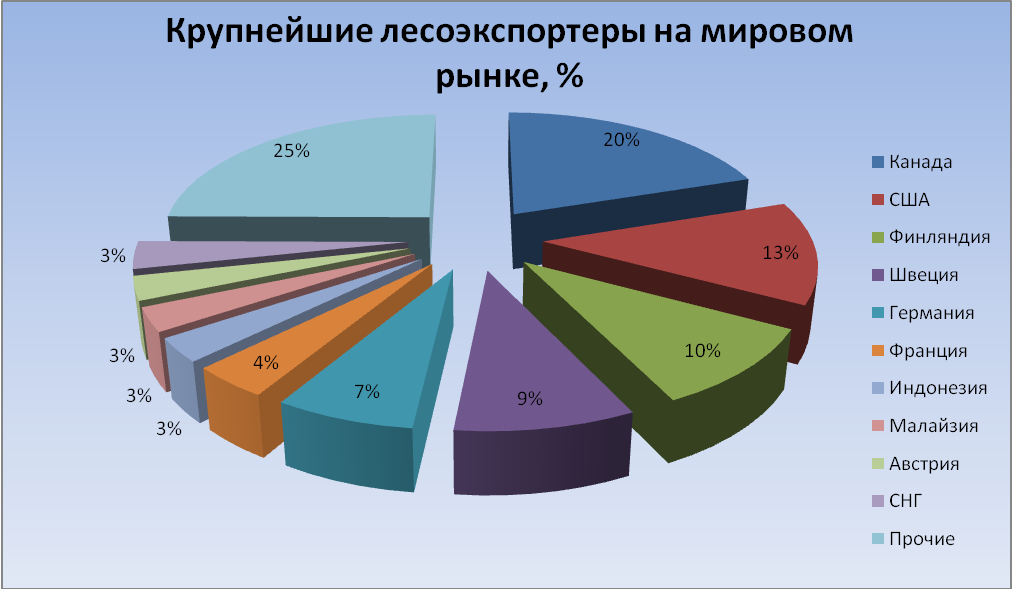 Крупнейшие лесоэкспортеры на мировом
рынке, %
20%
13%
10%
9%
7%
4%
3%
3%
3%
3%
25%
Канада
США
Финляндия
Швеция
Германия
Франция
Индонезия
Малайзия
Австрия
СНГ
Прочие